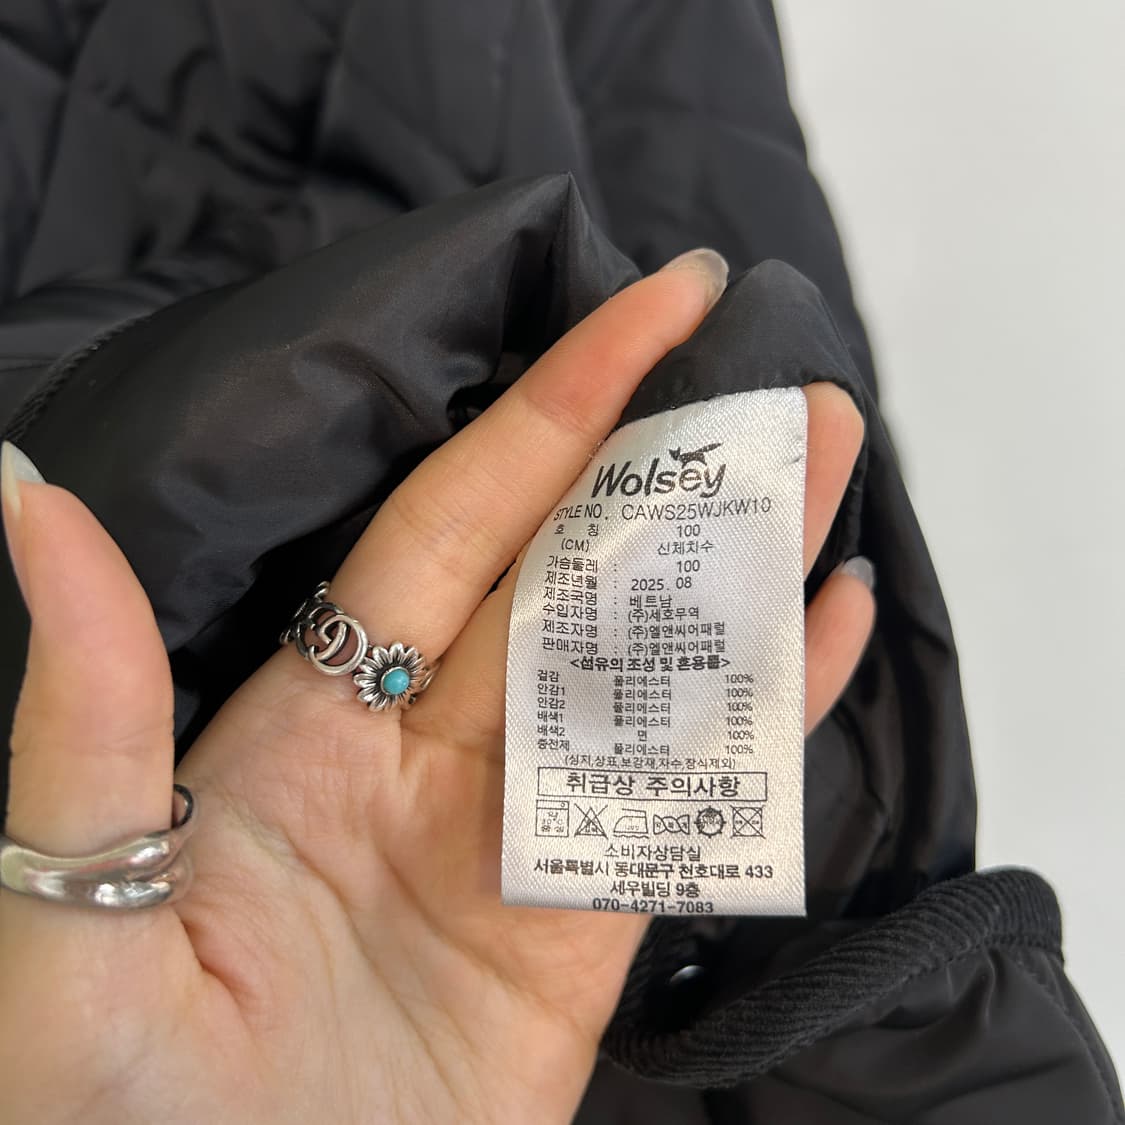 Wolsey
STYLE NO. CAWS25WJKW10
호 칭 100
(CM) 신체치수
가슴둘레 : 100
제조년월 : 2025. 08
제조국명 : 베트남
수입자명 : (주)세호무역
제조자명 : (주)엘앤씨어패럴
판매자명 : (주)엘앤씨어패럴
<섬유의 조성 및 혼용률>
겉감 폴리에스터 100%
안감1 폴리에스터 100%
안감2 폴리에스터 100%
배색1 폴리에스터 100%
배색2 면 100%
충전제 폴리에스터 100%
(심지,상표,보강재,자수,장식제외)
취급상 주의사항
소비자상담실
서울특별시 동대문구 천호대로 433
세우빌딩 9층
070-4271-7083